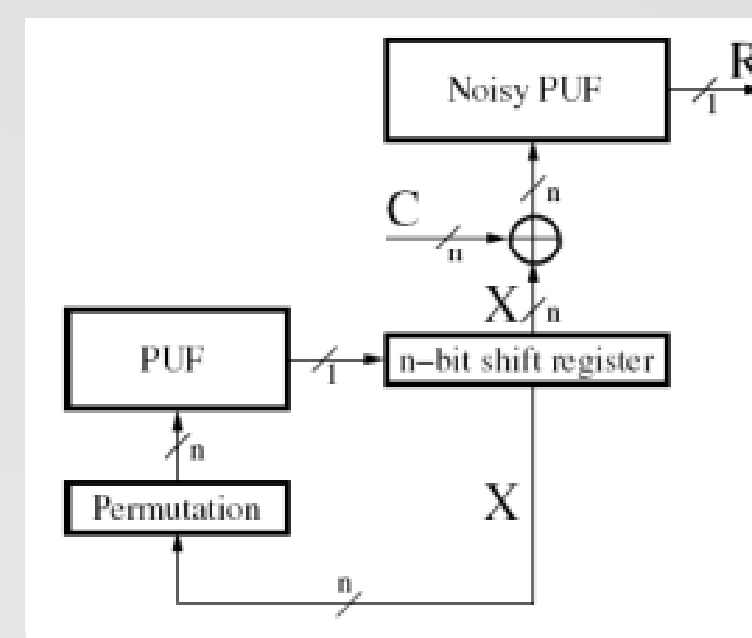 R
Noisy PUF
1
n
C
n
X
n
PUF
1
n-bit shift register
n
Permutation
X
n